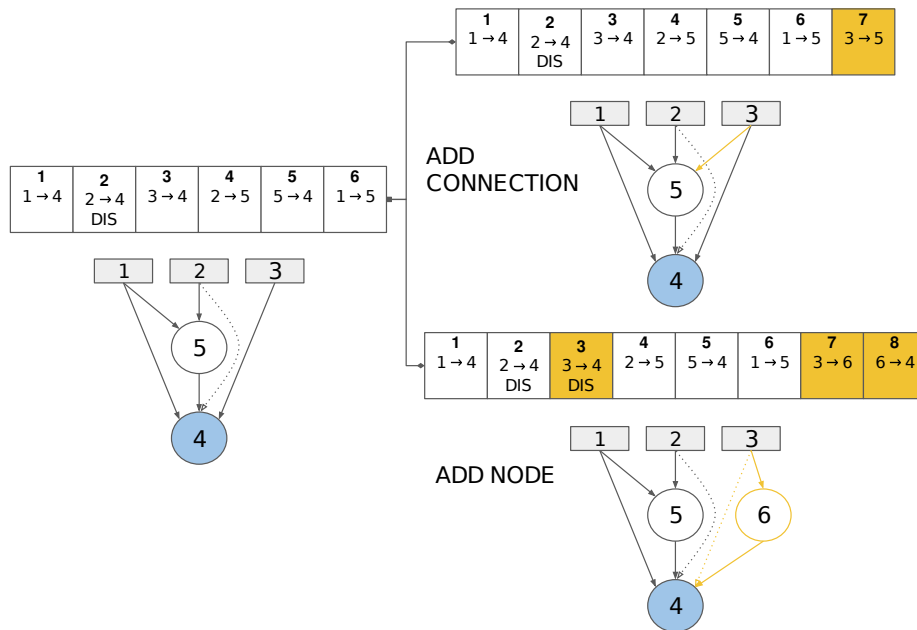 1 2 3 4 5 6 7
1→4 2→4 3→4 2→5 5→4 1→5 3→5
DIS
1 2 3
ADD
CONNECTION
5
4
1 2 3 4 5 6
1→4 2→4 3→4 2→5 5→4 1→5
DIS
1 2 3
5
4
1 2 3 4 5 6 7 8
1→4 2→4 3→4 2→5 5→4 1→5 3→6 6→4
DIS DIS
1 2 3
ADD NODE
5 6
4